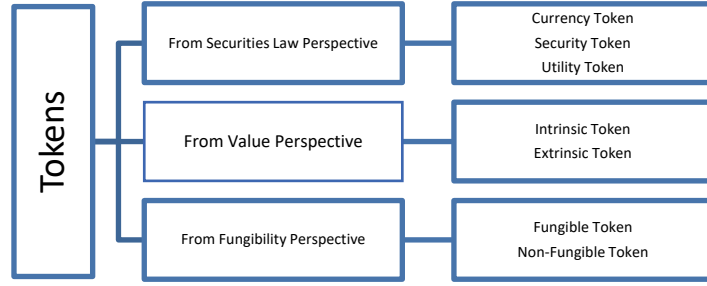 Tokens
From Securities Law Perspective
Currency Token
Security Token
Utility Token
From Value Perspective
Intrinsic Token
Extrinsic Token
From Fungibility Perspective
Fungible Token
Non-Fungible Token